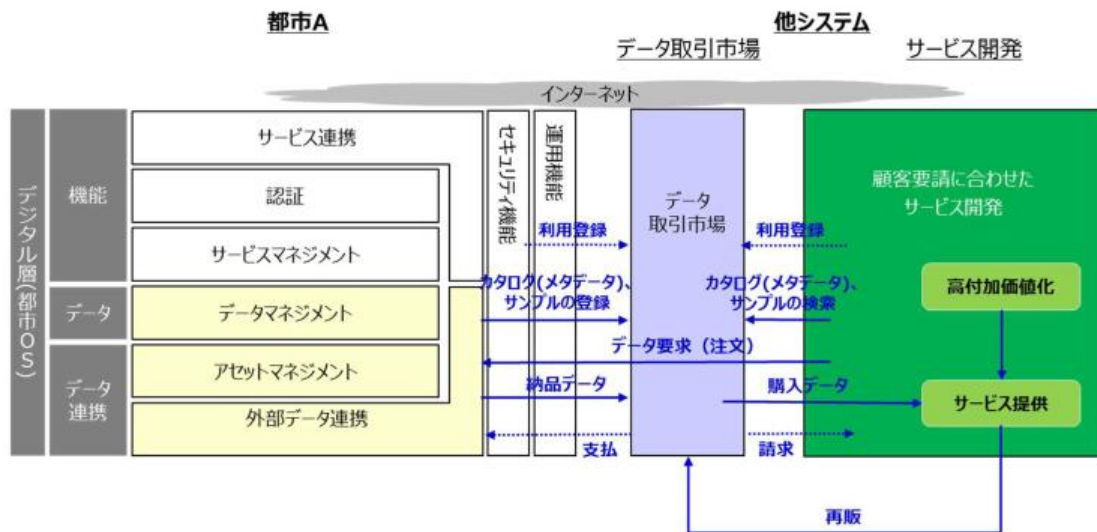 都市A
他システム
データ取引市場
サービス開発
インターネット
デジタル層(都市OS)
機能
データ
データ
連携
サービス連携
認証
サービスマネジメント
データマネジメント
アセットマネジメント
外部データ連携
セキュリティ機能
運用機能
データ
取引市場
顧客要請に合わせた
サービス開発
利用登録
利用登録
カタログ(メタデータ)、
サンプルの登録
カタログ(メタデータ)、
サンプルの検索
高付加価値化
データ要求（注文）
納品データ
購入データ
サービス提供
支払
請求
再販